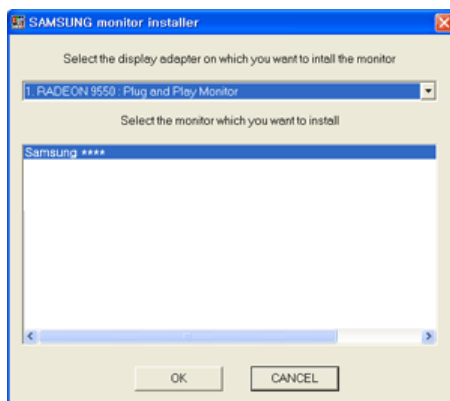 SAMSUNG monitor installer
Select the display adapter on which you want to intall the monitor
1. RADEON 9550 : Plug and Play Monitor
Select the monitor which you want to install
Samsung ****
OK CANCEL